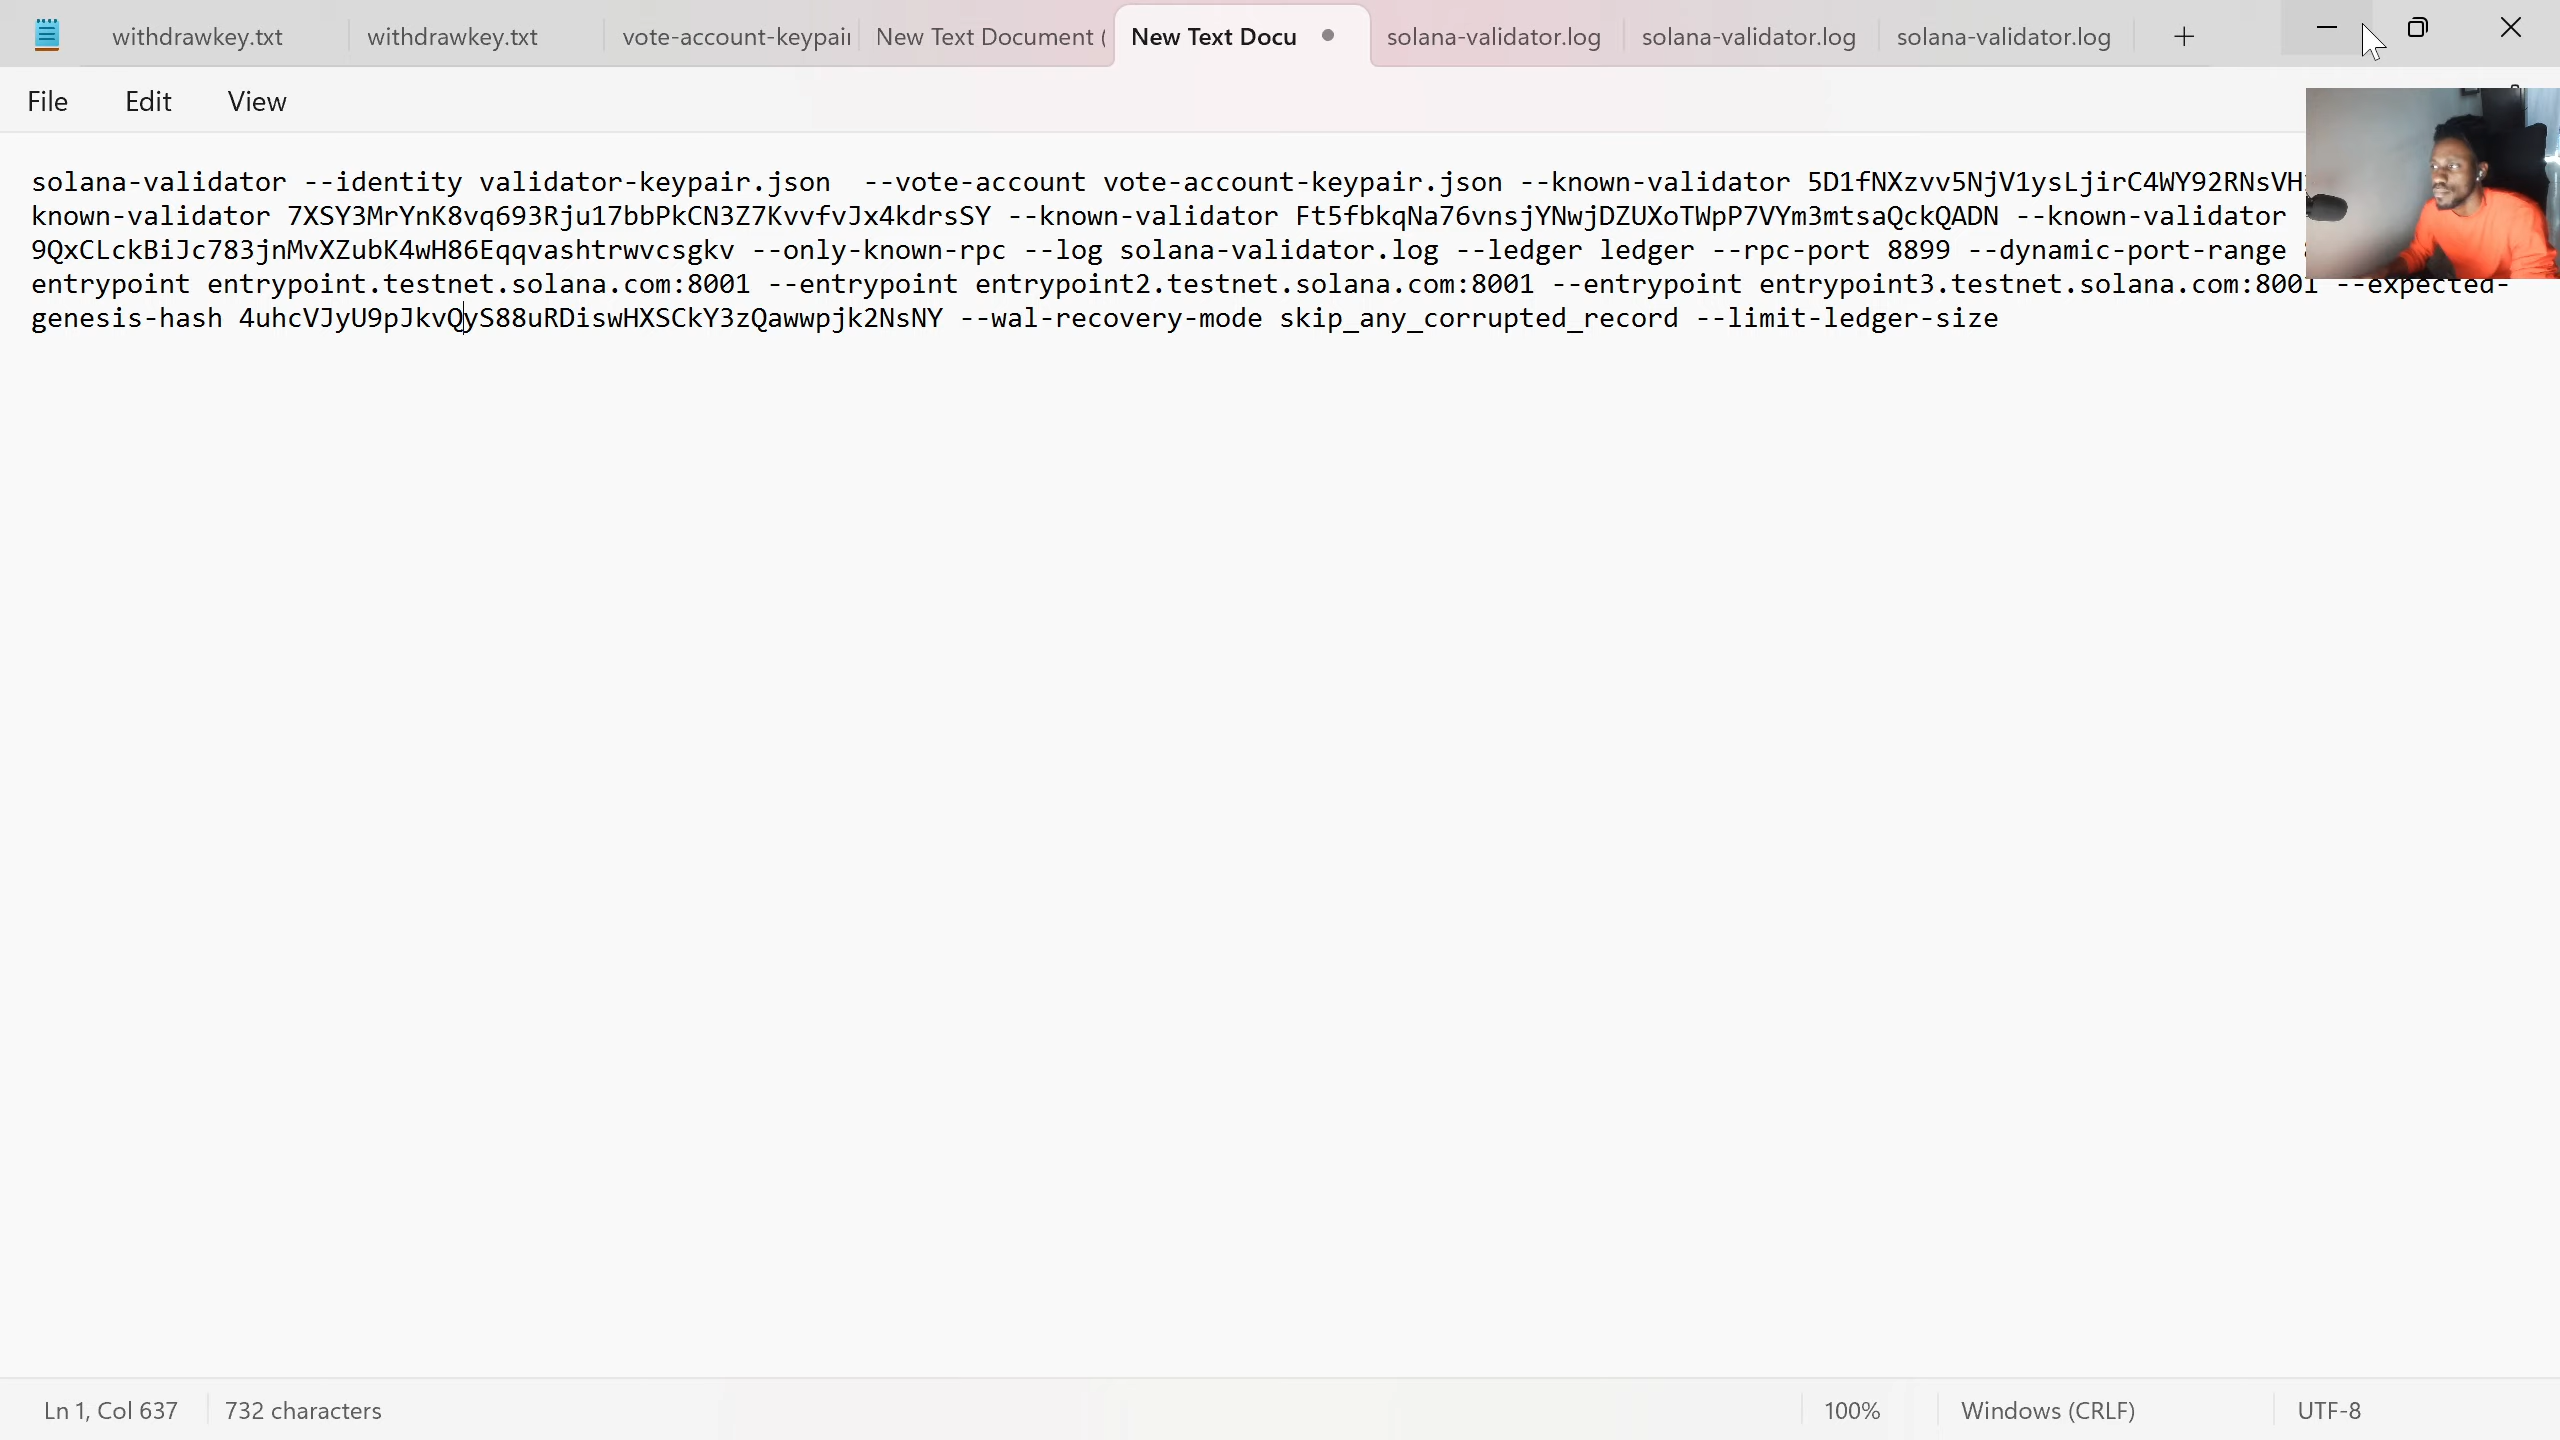 withdrawkey.txt withdrawkey.txt vote-account-keypair New Text Document ( New Text Docu solana-validator.log solana-validator.log solana-validator.log
File Edit View
solana-validator --identity validator-keypair.json  --vote-account vote-account-keypair.json --known-validator 5D1fNXzvv5NjV1ysLjirC4WY92RNsVH
known-validator 7XSY3MrYnK8vq693Rju17bbPkCN3Z7KvvfvJx4kdrsSY --known-validator Ft5fbkqNa76vnsjYNwjDZUXoTWpP7VYm3mtsaQckQADN --known-validator
9QxCLckBiJc783jnMvXZubK4wH86Eqqvashtrwvcsgkv --only-known-rpc --log solana-validator.log --ledger ledger --rpc-port 8899 --dynamic-port-range
entrypoint entrypoint.testnet.solana.com:8001 --entrypoint entrypoint2.testnet.solana.com:8001 --entrypoint entrypoint3.testnet.solana.com:8001 --expected-
genesis-hash 4uhcVJyU9pJkvQyS88uRDiswHXSCkY3zQawwpjk2NsNY --wal-recovery-mode skip_any_corrupted_record --limit-ledger-size
Ln 1, Col 637 732 characters 100% Windows (CRLF) UTF-8